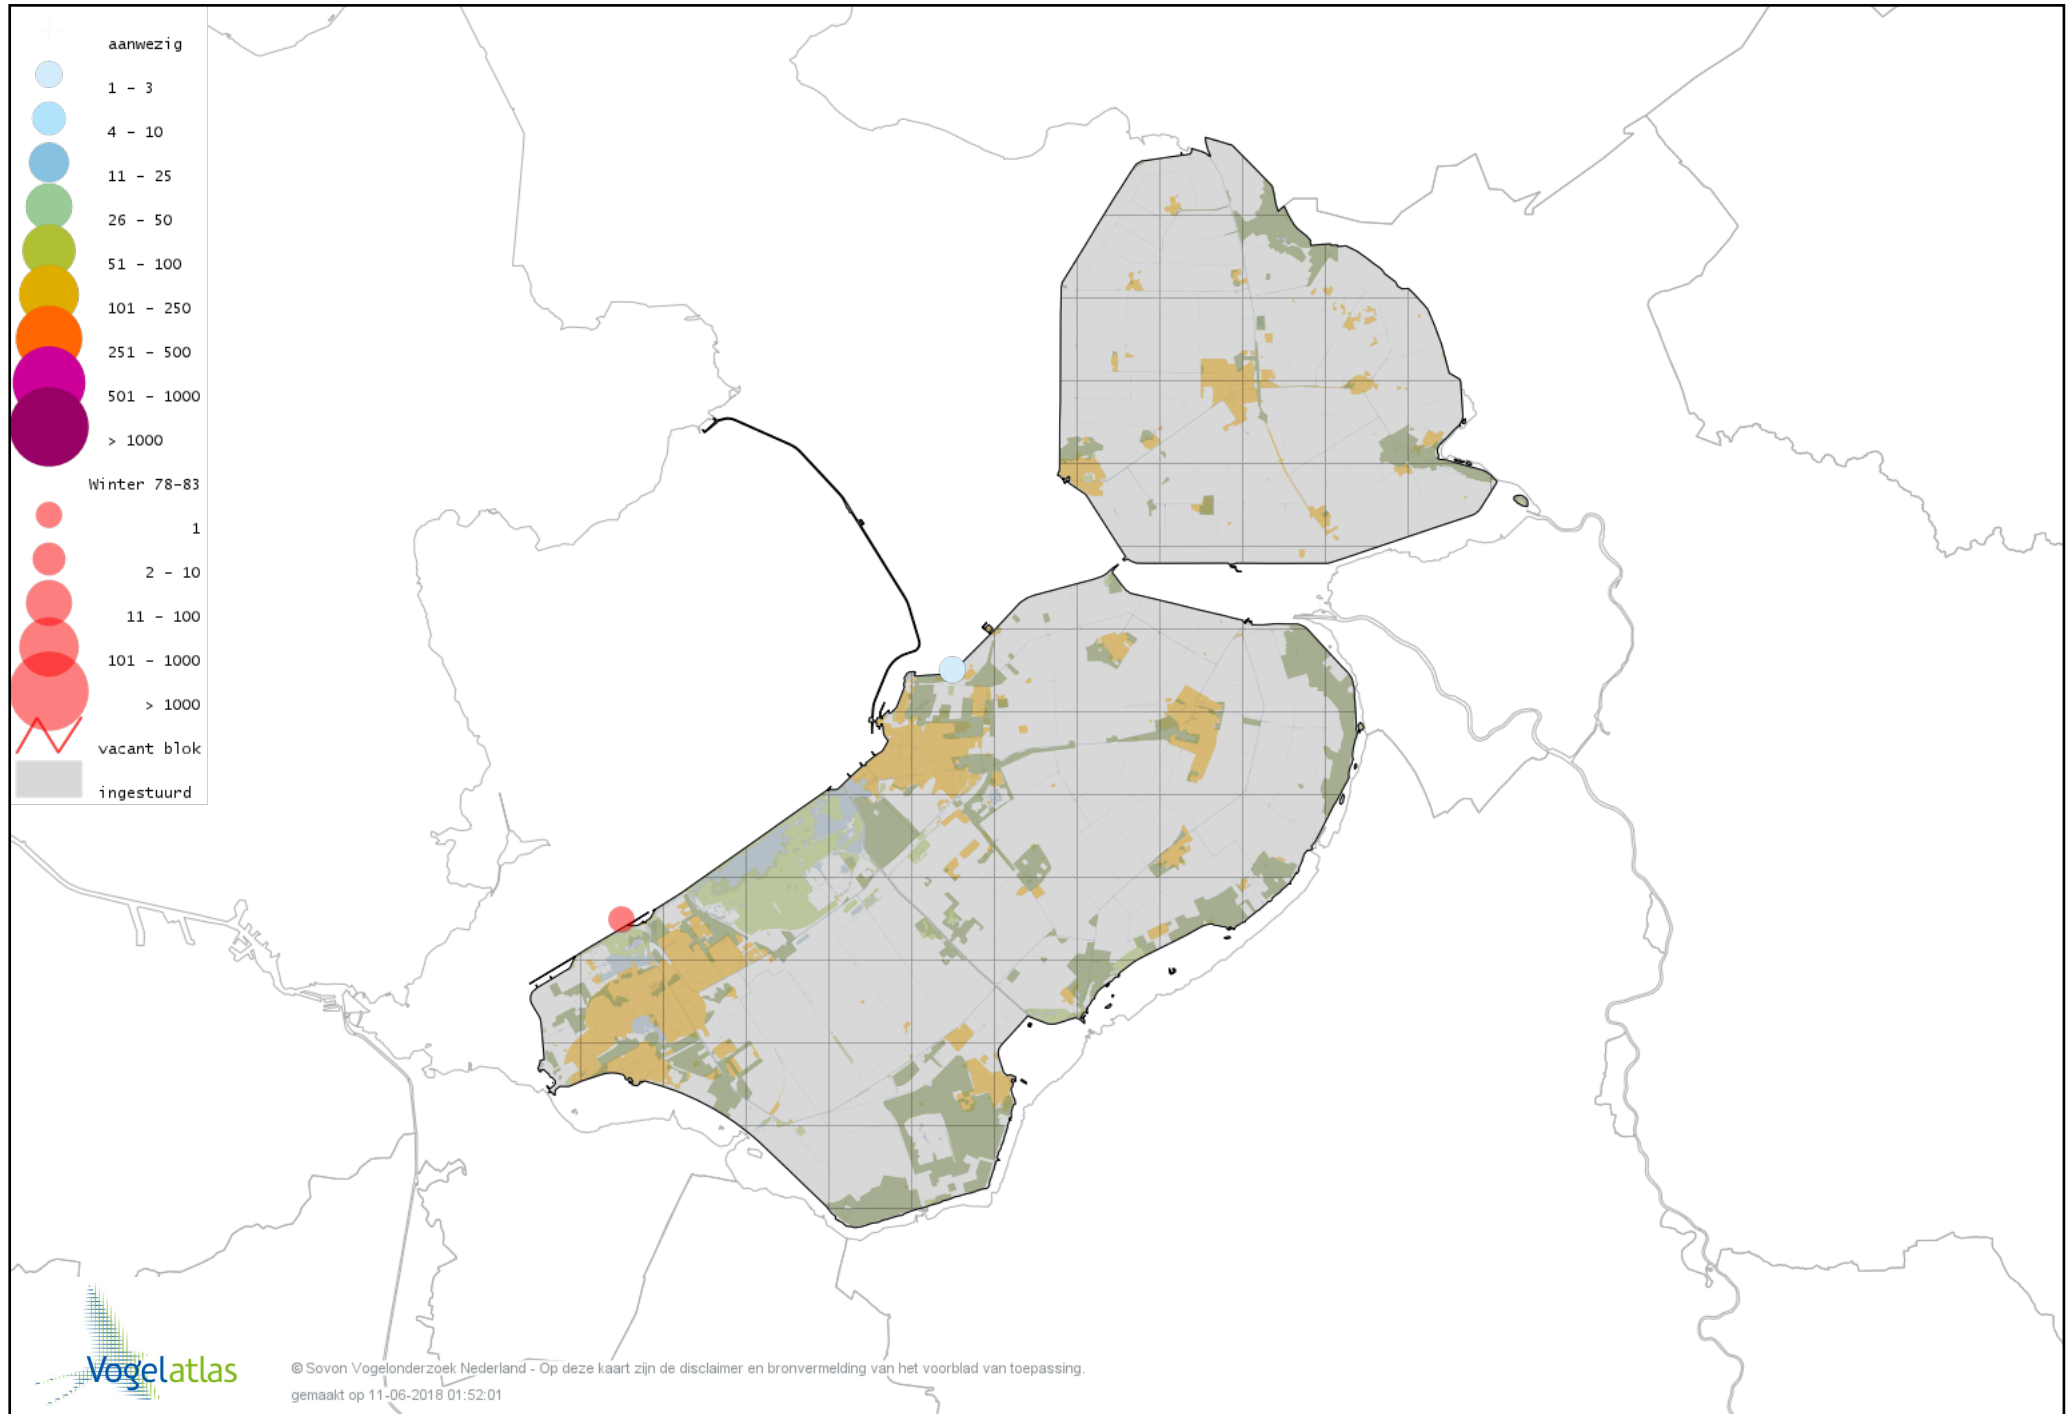 aanwezig
1 – 3
4 – 10
11 – 25
26 – 50
51 – 100
101 – 250
251 – 500
501 – 1000
> 1000
Winter 78-83
1
2 – 10
11 – 100
101 – 1000
> 1000
vacant blok
ingestuurd
Vogelatlas
© Sovon Vogelonderzoek Nederland - Op deze kaart zijn de disclaimer en bronvermelding van het voorblad van toepassing.
gemaakt op 11-06-2018 01:52:01